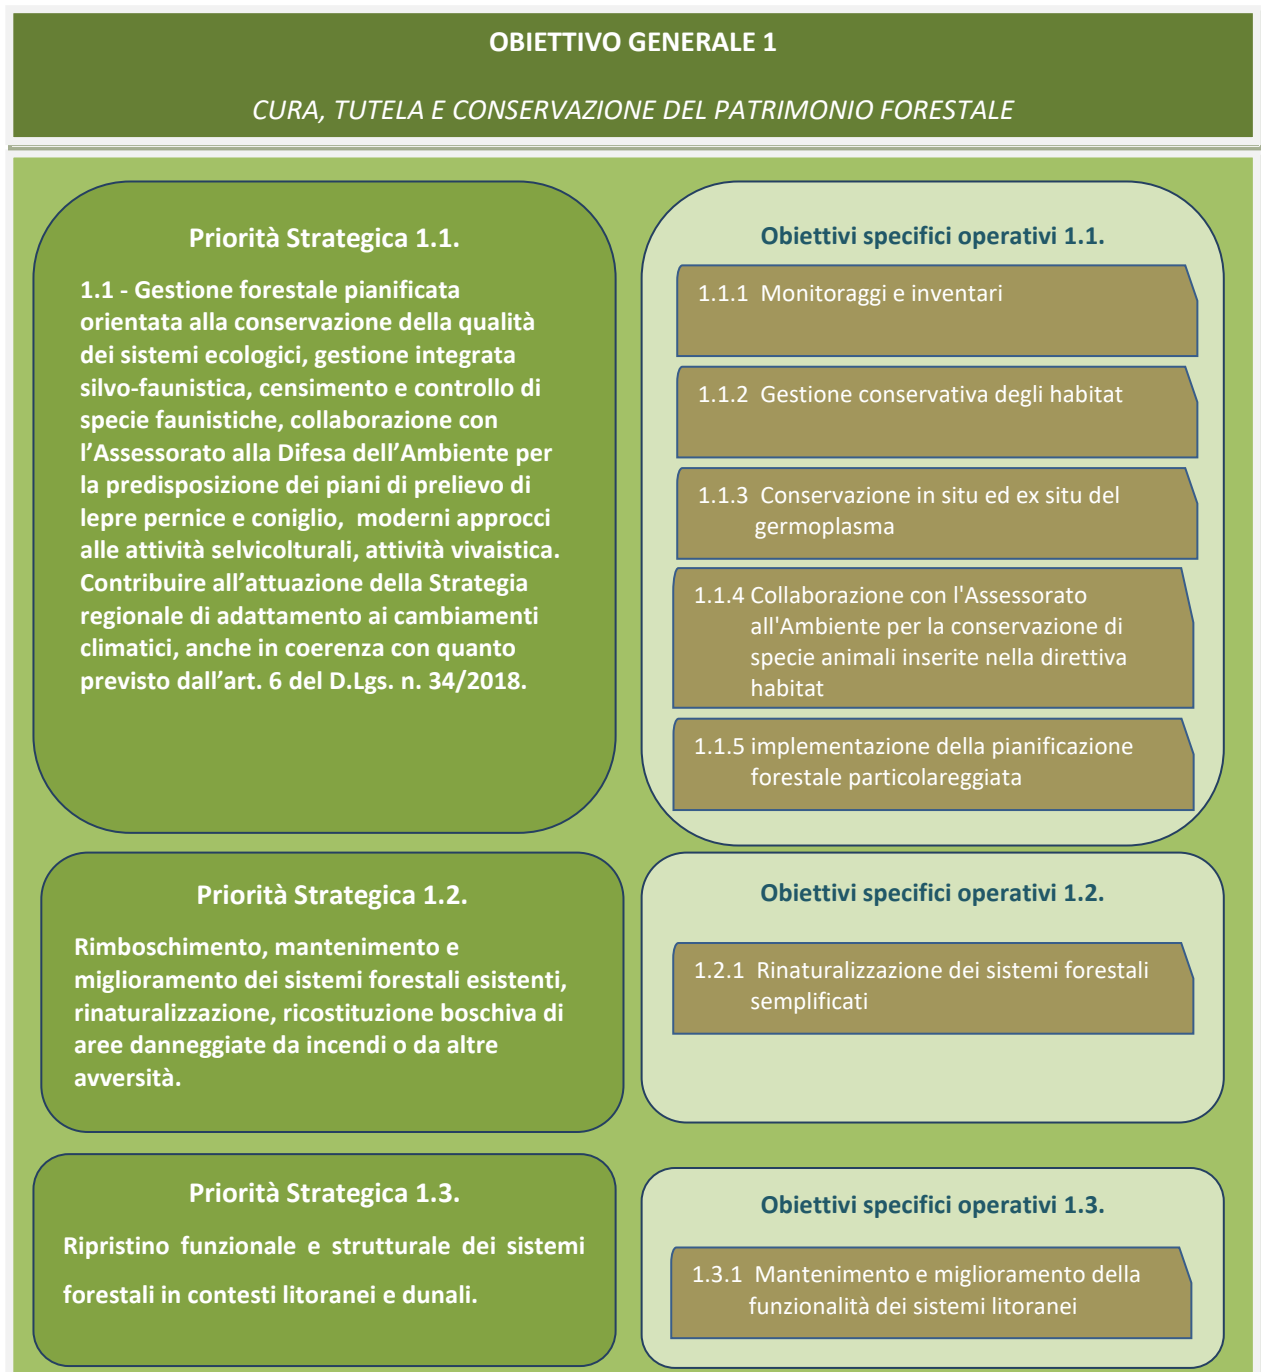 OBIETTIVO GENERALE 1
CURA, TUTELA E CONSERVAZIONE DEL PATRIMONIO FORESTALE
Priorità Strategica 1.1.
1.1 - Gestione forestale pianificata
orientata alla conservazione della qualità
dei sistemi ecologici, gestione integrata
silvo-faunistica, censimento e controllo di
specie faunistiche, collaborazione con
l’Assessorato alla Difesa dell’Ambiente per
la predisposizione dei piani di prelievo di
lepre pernice e coniglio, moderni approcci
alle attività selvicolturali, attività vivaistica.
Contribuire all’attuazione della Strategia
regionale di adattamento ai cambiamenti
climatici, anche in coerenza con quanto
previsto dall’art. 6 del D.Lgs. n. 34/2018.
Obiettivi specifici operativi 1.1.
1.1.1 Monitoraggi e inventari
1.1.2 Gestione conservativa degli habitat
1.1.3 Conservazione in situ ed ex situ del
germoplasma
1.1.4 Collaborazione con l'Assessorato
all'Ambiente per la conservazione di
specie animali inserite nella direttiva
habitat
1.1.5 implementazione della pianificazione
forestale particolareggiata
Priorità Strategica 1.2.
Rimboschimento, mantenimento e
miglioramento dei sistemi forestali esistenti,
rinaturalizzazione, ricostituzione boschiva di
aree danneggiate da incendi o da altre
avversità.
Obiettivi specifici operativi 1.2.
1.2.1 Rinaturalizzazione dei sistemi forestali
semplificati
Priorità Strategica 1.3.
Ripristino funzionale e strutturale dei sistemi
forestali in contesti litoranei e dunali.
Obiettivi specifici operativi 1.3.
1.3.1 Mantenimento e miglioramento della
funzionalità dei sistemi litoranei